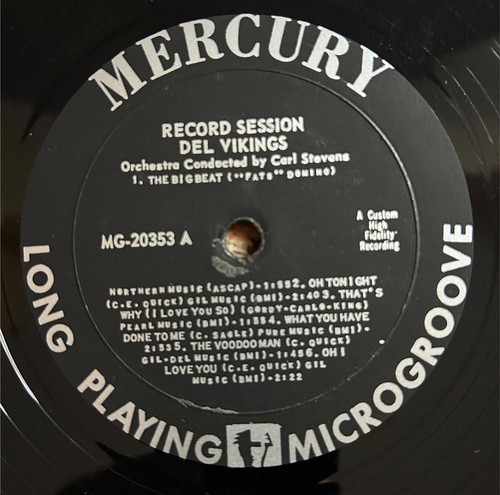 MERCURY
RECORD SESSION
DEL VIKINGS
Orchestra Conducted by Carl Stevens
1. THE BIG BEAT ("FATS" DOMINO)
A Custom
High
Fidelity
Recording
MG-20353 A
NORTHERN MUSIC (ASCAP)-1:582. OH TONIGHT
(C. E. QUICK) GIL MUSIC (BMI)-2:403. THAT'S
WHY (I LOVE YOU SO) (GORDY-CARLO-KING)
PEARL MUSIC (BMI)-1:554. WHAT YOU HAVE
DONE TO ME (C. SAGLE) PURE MUSIC (BMI)-
2:335. THE VOODOO MAN (C. QUICK)
GIL-DEL MUSIC (BMI)-1:456. OH I
LOVE YOU (C. E. QUICK) GIL
MUSIC (BMI)-2:22
LONG PLAYING MICROGROOVE